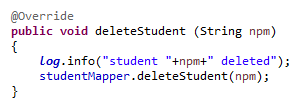 @Override
public void deleteStudent (String npm)
{
log.info("student "+npm+" deleted");
studentMapper.deleteStudent(npm);
}